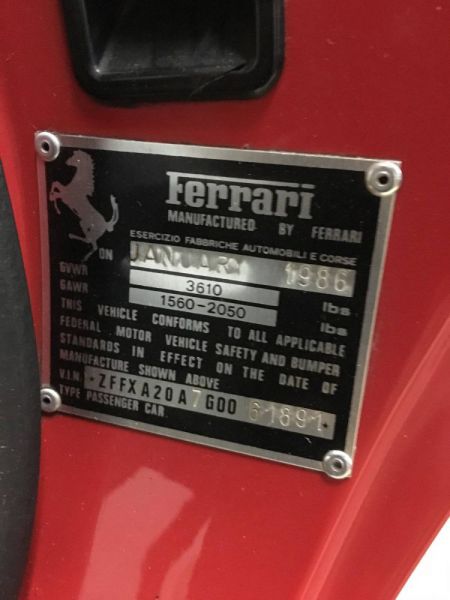 Ferrari
MANUFACTURED BY FERRARI
ESERCIZIO FABBRICHE AUTOMOBILI E CORSE
ON JANUARY 1986
GVWR 3610 lbs
GAWR 1560-2050 lbs
THIS VEHICLE CONFORMS TO ALL APPLICABLE
FEDERAL MOTOR VEHICLE SAFETY AND BUMPER
STANDARDS IN EFFECT ON THE DATE OF
MANUFACTURE SHOWN ABOVE
V.I.N. *ZFFXA20A7G0061891*
TYPE PASSENGER CAR